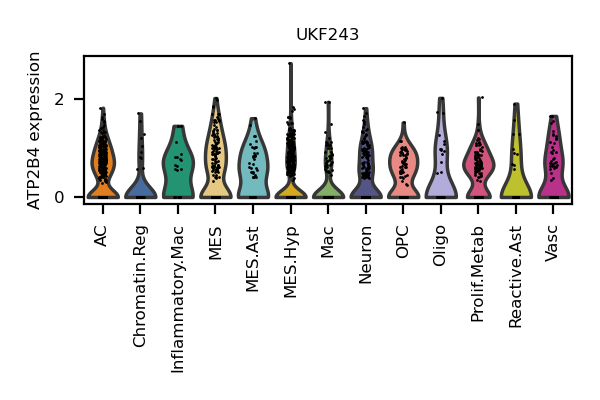 UKF243
ATP2B4 expression
2
0
AC
Chromatin.Reg
Inflammatory.Mac
MES
MES.Ast
MES.Hyp
Mac
Neuron
OPC
Oligo
Prolif.Metab
Reactive.Ast
Vasc